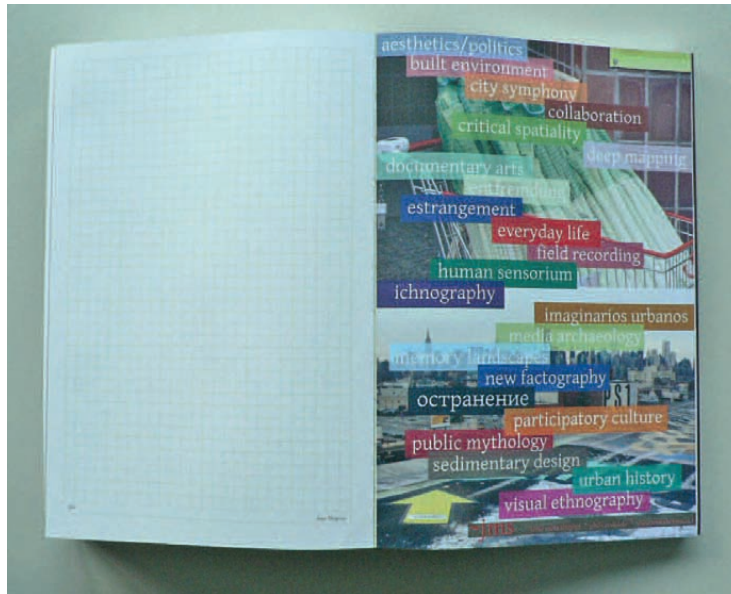 aesthetics/politics
built environment
city symphony
collaboration
critical spatiality
deep mapping
documentary arts
entfremdung
estrangement
everyday life
field recording
human sensorium
ichnography
imaginarios urbanos
media archaeology
memory landscapes
new factography
остранение
PS1
participatory culture
public mythology
sedimentary design
urban history
visual ethnography